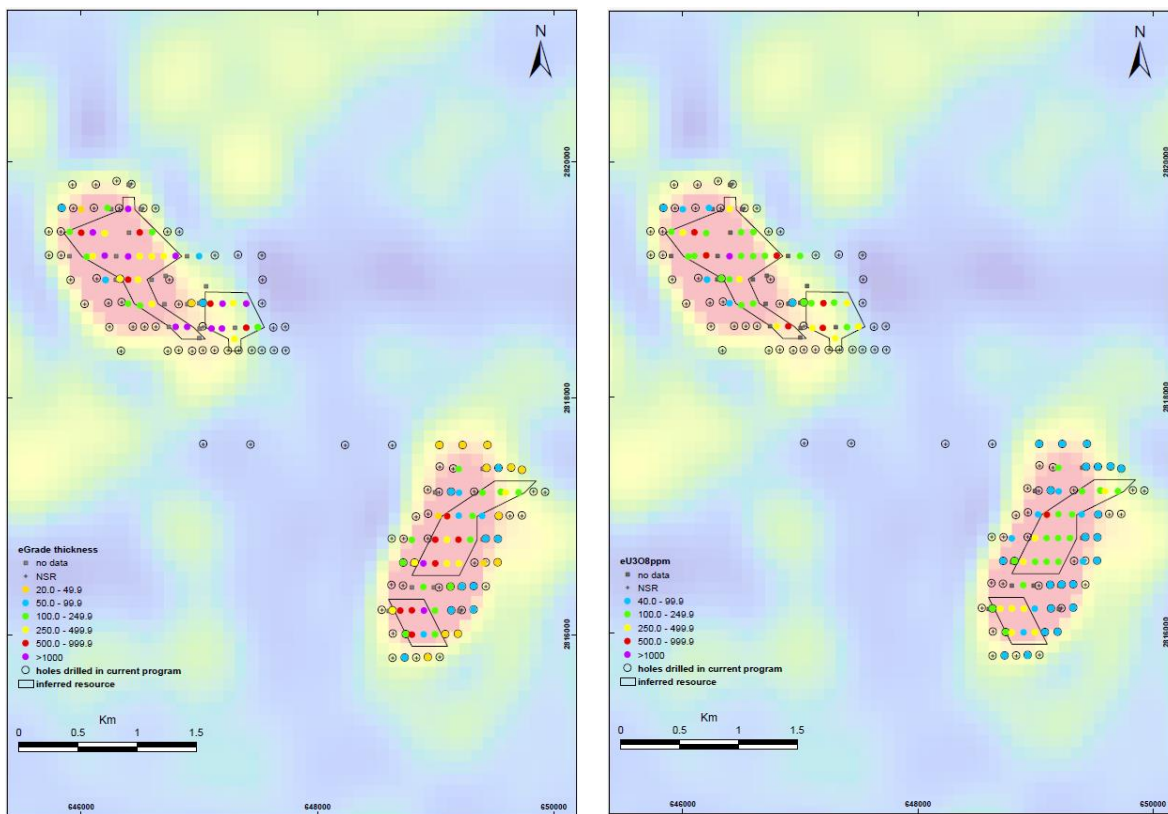 N
2820000
2818000
2816000
eGrade thickness
no data
NSR
20.0 - 49.9
50.0 - 99.9
100.0 - 249.9
250.0 - 499.9
500.0 - 999.9
>1000
holes drilled in current program
inferred resource
Km
0 0.5 1 1.5
646000 648000 650000
N
2820000
2818000
2816000
eU3O8ppm
no data
NSR
40.0 - 99.9
100.0 - 249.9
250.0 - 499.9
500.0 - 999.9
>1000
holes drilled in current program
inferred resource
Km
0 0.5 1 1.5
646000 648000 650000